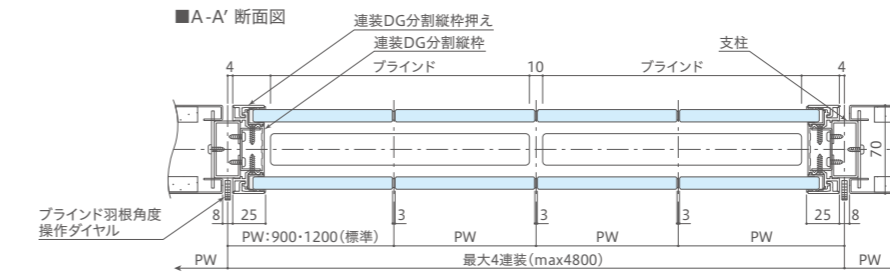 ■A-A′ 断面図
連装DG分割縦枠押え
連装DG分割縦枠
支柱
4
ブラインド
10
ブラインド
4
70
ブラインド羽根角度
操作ダイヤル
8
25
3
3
3
25
8
PW:900・1200(標準)
PW
PW
PW
PW
最大4連装(max4800)
PW